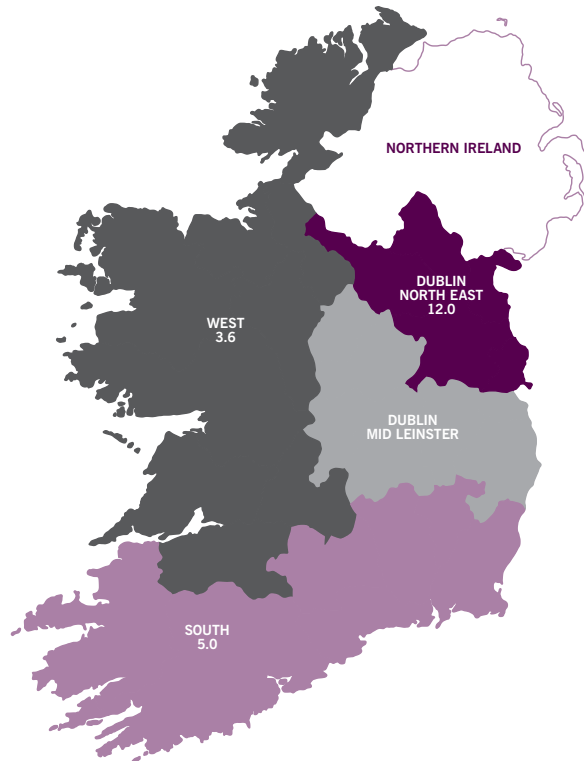 NORTHERN IRELAND
DUBLIN
NORTH EAST
12.0
WEST
3.6
DUBLIN
MID LEINSTER
SOUTH
5.0